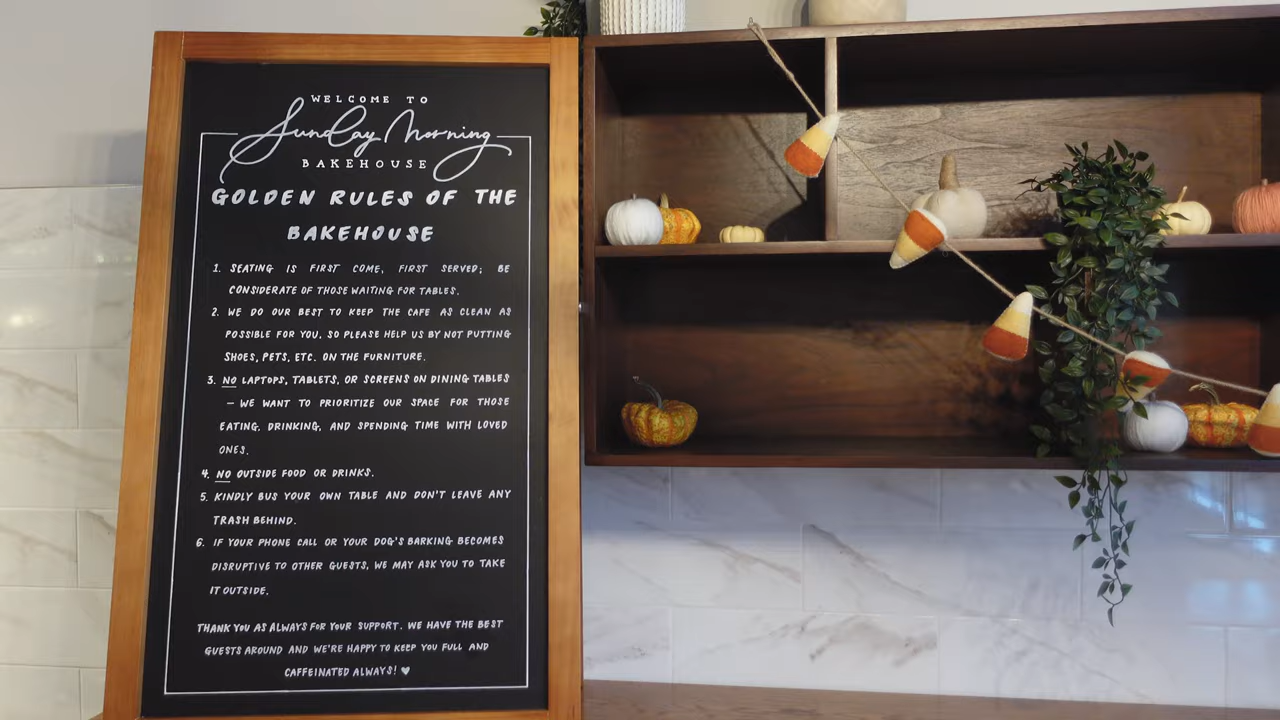 WELCOME TO
Sunday Morning
BAKEHOUSE
GOLDEN RULES OF THE
BAKEHOUSE
1. SEATING IS FIRST COME, FIRST SERVED; BE
CONSIDERATE OF THOSE WAITING FOR TABLES.
2. WE DO OUR BEST TO KEEP THE CAFE AS CLEAN AS
POSSIBLE FOR YOU, SO PLEASE HELP US BY NOT PUTTING
SHOES, PETS, ETC. ON THE FURNITURE.
3. NO LAPTOPS, TABLETS, OR SCREENS ON DINING TABLES
– WE WANT TO PRIORITIZE OUR SPACE FOR THOSE
EATING, DRINKING, AND SPENDING TIME WITH LOVED
ONES.
4. NO OUTSIDE FOOD OR DRINKS.
5. KINDLY BUS YOUR OWN TABLE AND DON'T LEAVE ANY
TRASH BEHIND.
6. IF YOUR PHONE CALL OR YOUR DOG'S BARKING BECOMES
DISRUPTIVE TO OTHER GUESTS, WE MAY ASK YOU TO TAKE
IT OUTSIDE.
THANK YOU AS ALWAYS FOR YOUR SUPPORT. WE HAVE THE BEST
GUESTS AROUND AND WE'RE HAPPY TO KEEP YOU FULL AND
CAFFEINATED ALWAYS! ♥